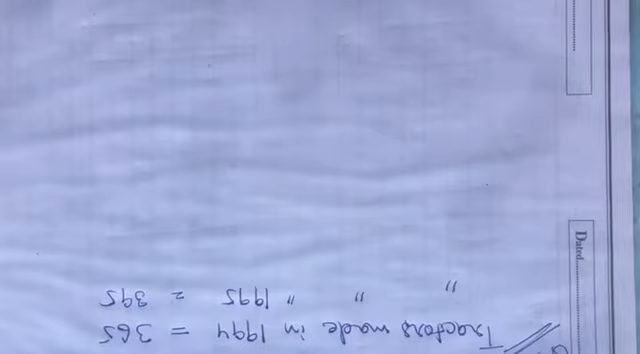 Tractors made in 1994 = 365
" " " 1995 = 395
Dated